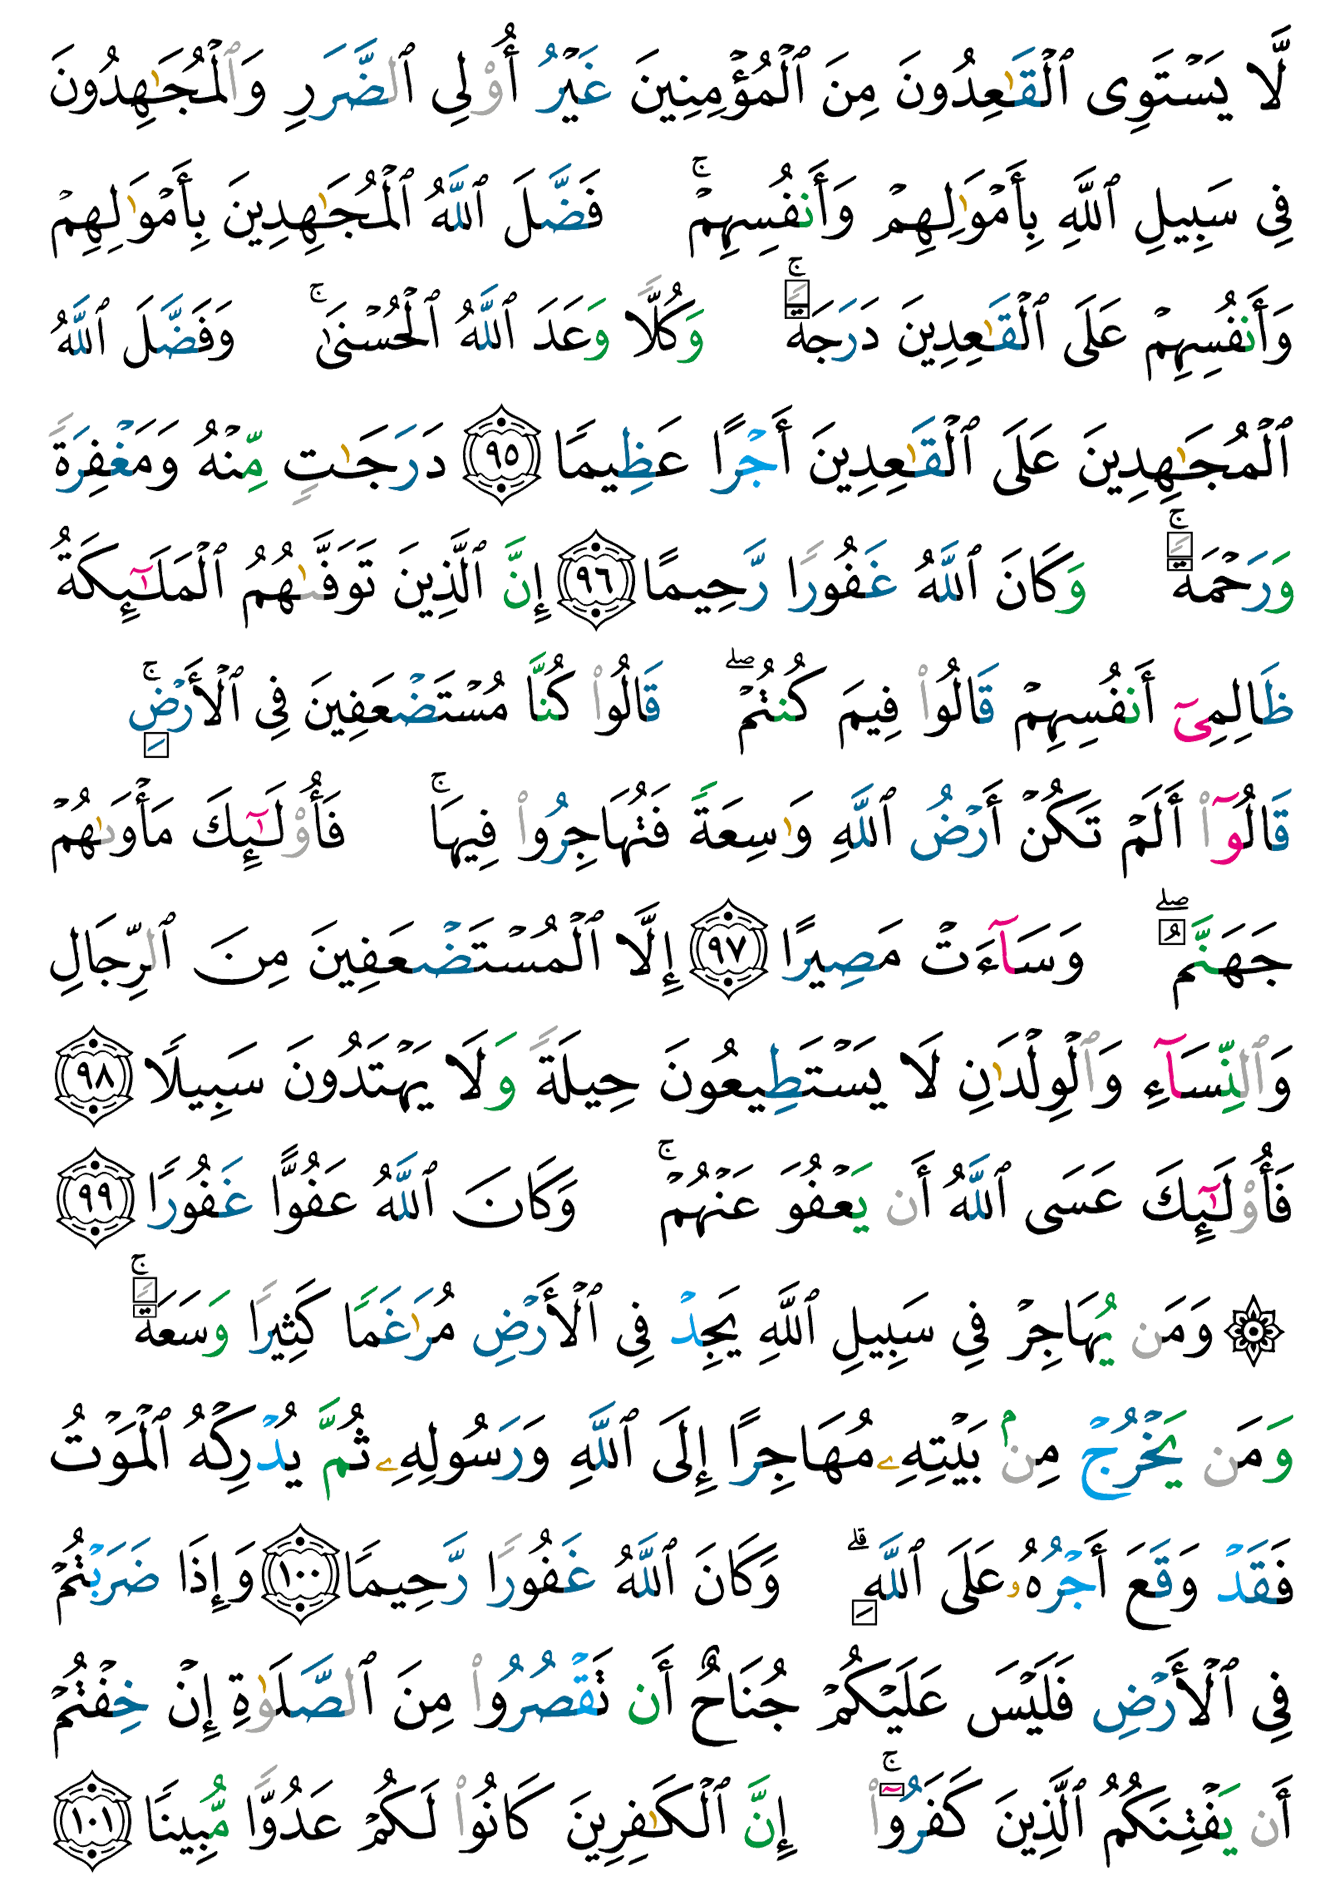 لَّا يَسْتَوِى ٱلْقَـٰعِدُونَ مِنَ ٱلْمُؤْمِنِينَ غَيْرُ أُو۟لِى ٱلضَّرَرِ وَٱلْمُجَـٰهِدُونَ
فِى سَبِيلِ ٱللَّهِ بِأَمْوَٰلِهِمْ وَأَنفُسِهِمْ ۚ فَضَّلَ ٱللَّهُ ٱلْمُجَـٰهِدِينَ بِأَمْوَٰلِهِمْ
وَأَنفُسِهِمْ عَلَى ٱلْقَـٰعِدِينَ دَرَجَةً ۚ وَكُلًّا وَعَدَ ٱللَّهُ ٱلْحُسْنَىٰ ۚ وَفَضَّلَ ٱللَّهُ
ٱلْمُجَـٰهِدِينَ عَلَى ٱلْقَـٰعِدِينَ أَجْرًا عَظِيمًا ٩٥ دَرَجَـٰتٍ مِّنْهُ وَمَغْفِرَةً
وَرَحْمَةً ۚ وَكَانَ ٱللَّهُ غَفُورًا رَّحِيمًا ٩٦ إِنَّ ٱلَّذِينَ تَوَفَّىٰهُمُ ٱلْمَلَـٰٓئِكَةُ
ظَالِمِىٓ أَنفُسِهِمْ قَالُوا۟ فِيمَ كُنتُمْ ۖ قَالُوا۟ كُنَّا مُسْتَضْعَفِينَ فِى ٱلْأَرْضِ ۚ
قَالُوٓا۟ أَلَمْ تَكُنْ أَرْضُ ٱللَّهِ وَٰسِعَةً فَتُهَاجِرُوا۟ فِيهَا ۚ فَأُو۟لَـٰٓئِكَ مَأْوَىٰهُمْ
جَهَنَّمُ ۖ وَسَآءَتْ مَصِيرًا ٩٧ إِلَّا ٱلْمُسْتَضْعَفِينَ مِنَ ٱلرِّجَالِ
وَٱلنِّسَآءِ وَٱلْوِلْدَٰنِ لَا يَسْتَطِيعُونَ حِيلَةً وَلَا يَهْتَدُونَ سَبِيلًا ٩٨
فَأُو۟لَـٰٓئِكَ عَسَى ٱللَّهُ أَن يَعْفُوَ عَنْهُمْ ۚ وَكَانَ ٱللَّهُ عَفُوًّا غَفُورًا ٩٩
۞ وَمَن يُهَاجِرْ فِى سَبِيلِ ٱللَّهِ يَجِدْ فِى ٱلْأَرْضِ مُرَٰغَمًا كَثِيرًا وَسَعَةً ۚ
وَمَن يَخْرُجْ مِنۢ بَيْتِهِۦ مُهَاجِرًا إِلَى ٱللَّهِ وَرَسُولِهِۦ ثُمَّ يُدْرِكْهُ ٱلْمَوْتُ
فَقَدْ وَقَعَ أَجْرُهُۥ عَلَى ٱللَّهِ ۗ وَكَانَ ٱللَّهُ غَفُورًا رَّحِيمًا ١٠٠ وَإِذَا ضَرَبْتُمْ
فِى ٱلْأَرْضِ فَلَيْسَ عَلَيْكُمْ جُنَاحٌ أَن تَقْصُرُوا۟ مِنَ ٱلصَّلَوٰةِ إِنْ خِفْتُمْ
أَن يَفْتِنَكُمُ ٱلَّذِينَ كَفَرُوٓا۟ ۚ إِنَّ ٱلْكَـٰفِرِينَ كَانُوا۟ لَكُمْ عَدُوًّا مُّبِينًا ١٠١